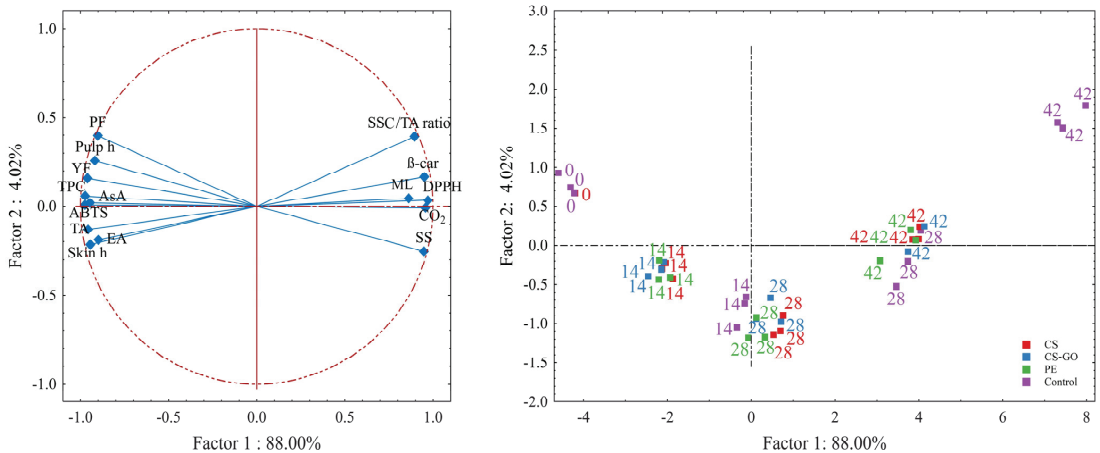 1.0
0.5
0.0
-0.5
-1.0
Factor 2 : 4.02%
PF
Pulp h
YF
TPC
AsA
ABTS
TA
EA
Skin h
SSC/TA ratio
ß-car
ML
DPPH
CO2
SS
-1.0 -0.5 0.0 0.5 1.0
Factor 1 : 88.00%
3.0
2.5
2.0
1.5
1.0
0.5
0.0
-0.5
-1.0
-1.5
-2.0
Factor 2: 4.02%
42
42
42
0
0
0
0
42 42 42
42 42 42 28
42 42 28
28
14 14
14 14
14 14 14
14 14
14
14
14
28 28
28
28 28
28 28 28
28
CS
CS-GO
PE
Control
-4 -2 0 2 4 6 8
Factor 1: 88.00%